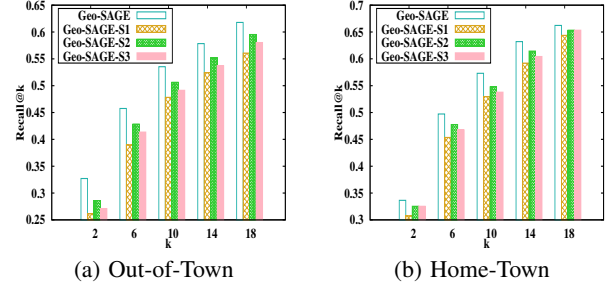 Geo-SAGE
Geo-SAGE-S1
Geo-SAGE-S2
Geo-SAGE-S3
Recall@k
0.65
0.6
0.55
0.5
0.45
0.4
0.35
0.3
0.25
2 6 10 14 18
k
(a) Out-of-Town
Geo-SAGE
Geo-SAGE-S1
Geo-SAGE-S2
Geo-SAGE-S3
Recall@k
0.7
0.65
0.6
0.55
0.5
0.45
0.4
0.35
0.3
2 6 10 14 18
k
(b) Home-Town